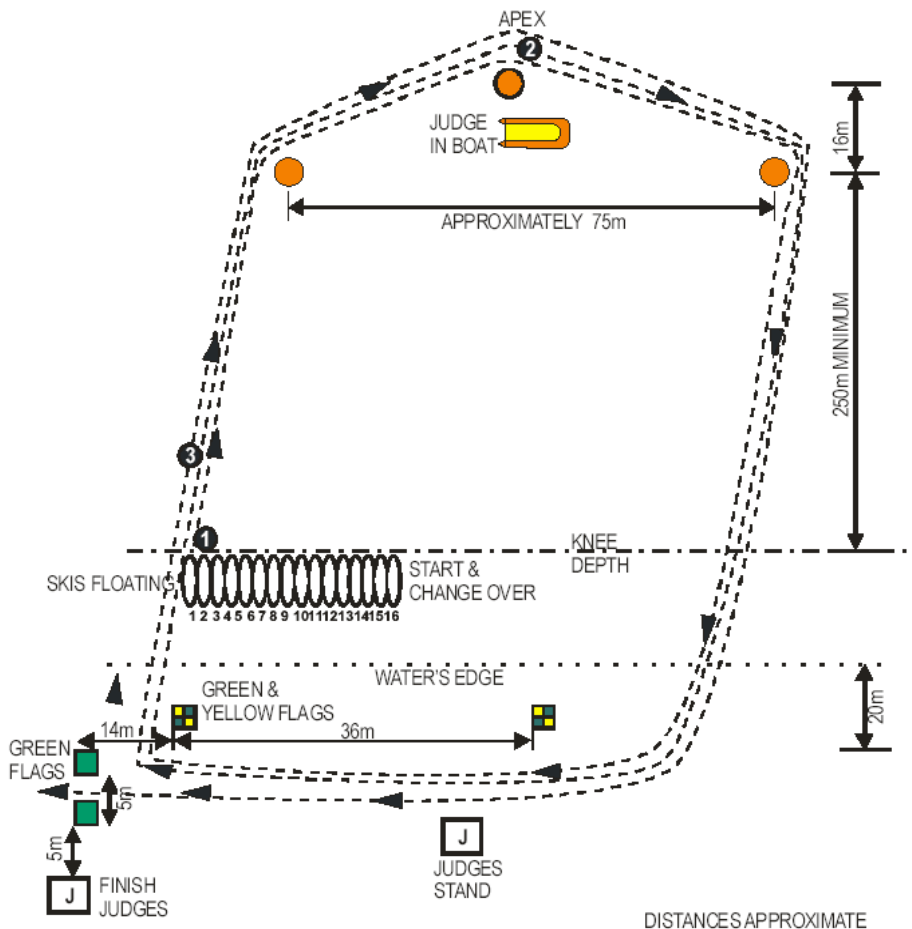 APEX
2
JUDGE
IN BOAT
16m
APPROXIMATELY 75m
250m MINIMUM
3
1
KNEE
DEPTH
SKIS FLOATING
START &
CHANGE OVER
1 2 3 4 5 6 7 8 9 10 11 12 13 14 15 16
WATER'S EDGE
GREEN &
YELLOW FLAGS
20m
14m
36m
GREEN
FLAGS
5m
5m
J
JUDGES
STAND
J
FINISH
JUDGES
DISTANCES APPROXIMATE